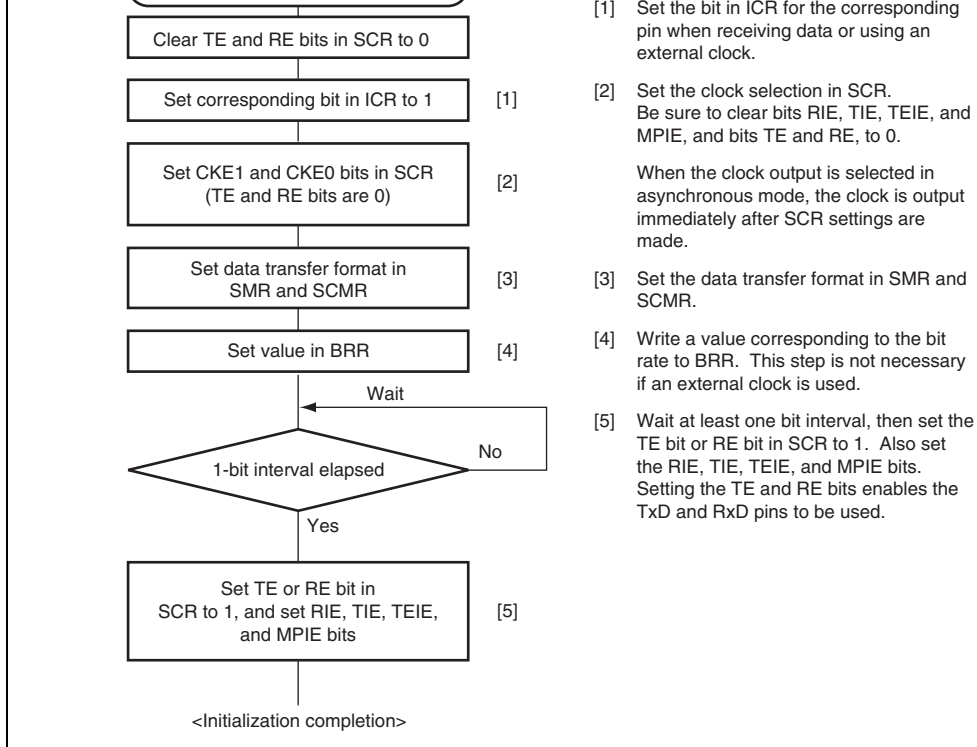 Clear TE and RE bits in SCR to 0
Set corresponding bit in ICR to 1
[1]
Set CKE1 and CKE0 bits in SCR
(TE and RE bits are 0)
[2]
Set data transfer format in
SMR and SCMR
[3]
Set value in BRR
[4]
Wait
No
1-bit interval elapsed
Yes
Set TE or RE bit in
SCR to 1, and set RIE, TIE, TEIE,
and MPIE bits
[5]
<Initialization completion>
[1] Set the bit in ICR for the corresponding
pin when receiving data or using an
external clock.
[2] Set the clock selection in SCR.
Be sure to clear bits RIE, TIE, TEIE, and
MPIE, and bits TE and RE, to 0.
When the clock output is selected in
asynchronous mode, the clock is output
immediately after SCR settings are
made.
[3] Set the data transfer format in SMR and
SCMR.
[4] Write a value corresponding to the bit
rate to BRR. This step is not necessary
if an external clock is used.
[5] Wait at least one bit interval, then set the
TE bit or RE bit in SCR to 1. Also set
the RIE, TIE, TEIE, and MPIE bits.
Setting the TE and RE bits enables the
TxD and RxD pins to be used.